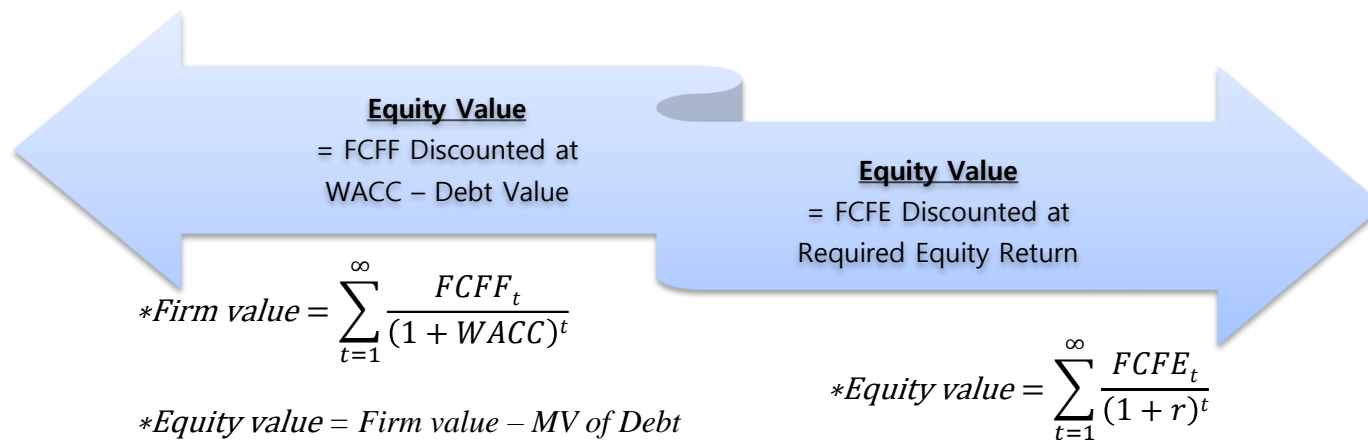 Equity Value
= FCFF Discounted at
WACC – Debt Value
Equity Value
= FCFE Discounted at
Required Equity Return
*Firm value = ∑_{t=1}^{∞} FCFF_t / (1 + WACC)^t
*Equity value = Firm value – MV of Debt
*Equity value = ∑_{t=1}^{∞} FCFE_t / (1 + r)^t